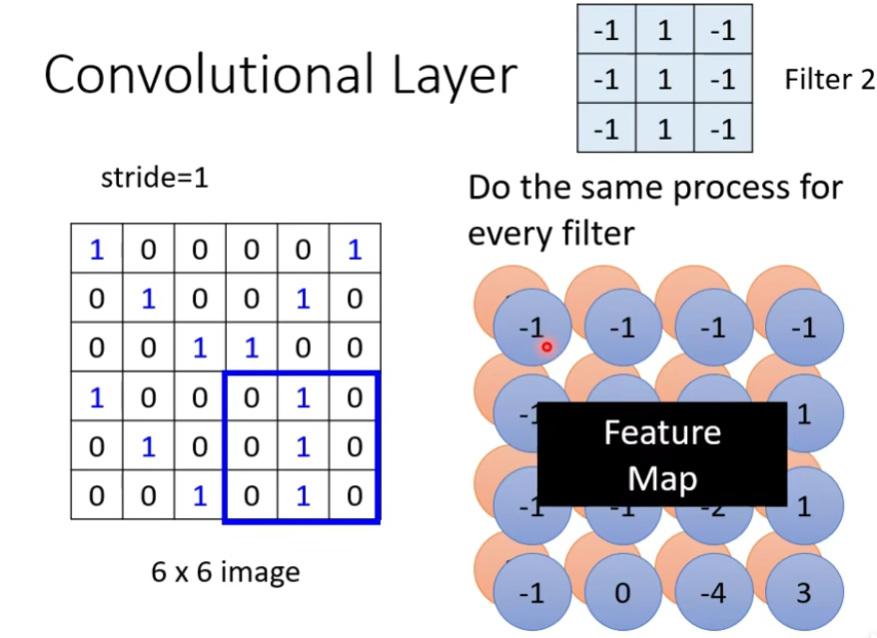 Convolutional Layer
-1 1 -1
-1 1 -1
-1 1 -1
Filter 2
stride=1
Do the same process for
every filter
1 0 0 0 0 1
0 1 0 0 1 0
0 0 1 1 0 0
1 0 0 0 1 0
0 1 0 0 1 0
0 0 1 0 1 0
6 x 6 image
-1 -1 -1 -1
1
Feature
Map
-1 -1 -2 1
-1 0 -4 3